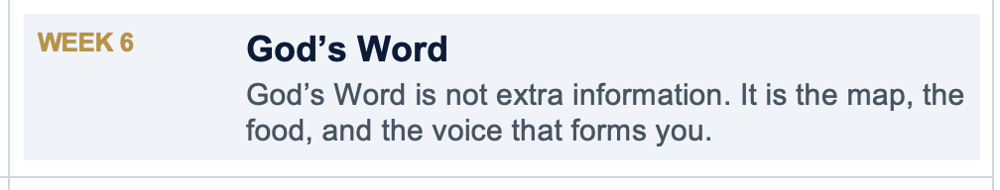 WEEK 6
God’s Word
God’s Word is not extra information. It is the map, the
food, and the voice that forms you.